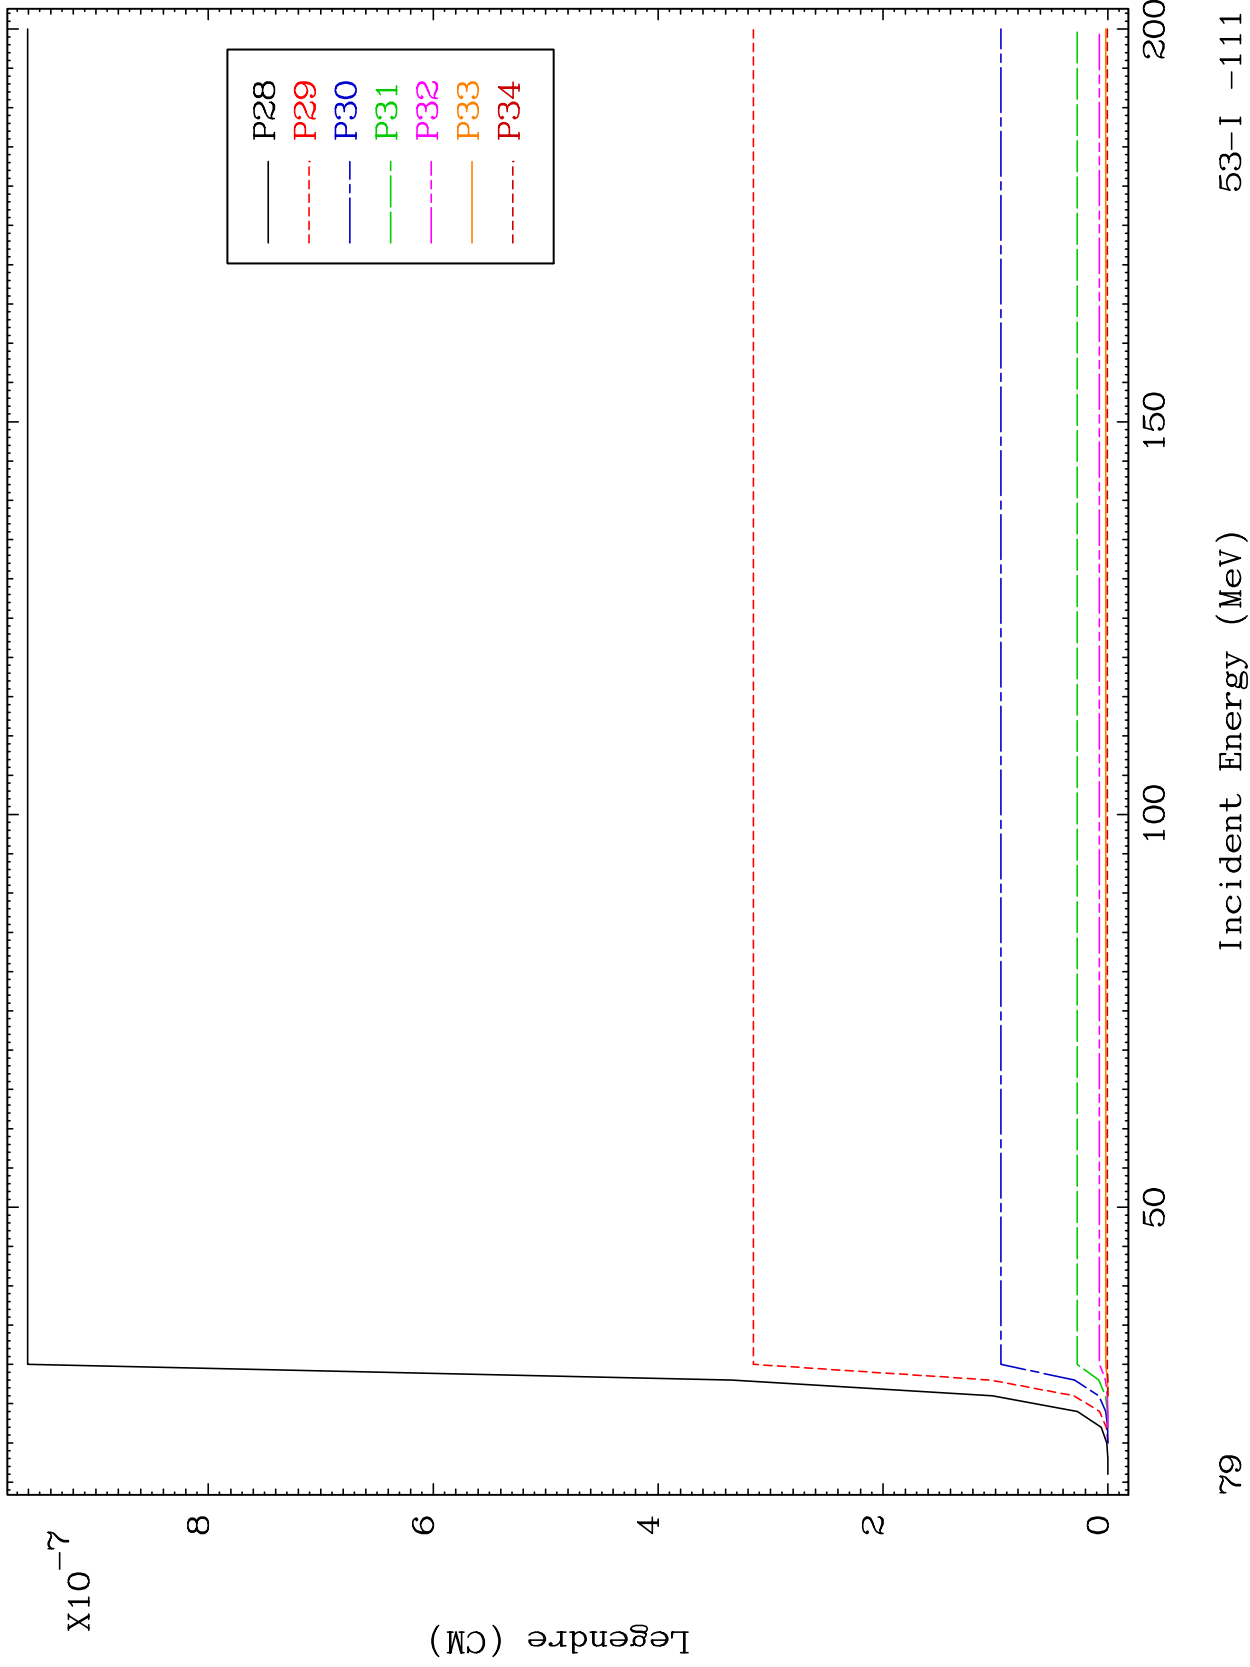 X10-7
8
6
4
2
0
Legendre (CM)
P28
P29
P30
P31
P32
P33
P34
50
100
150
200
Incident Energy (MeV)
79
53-I -111